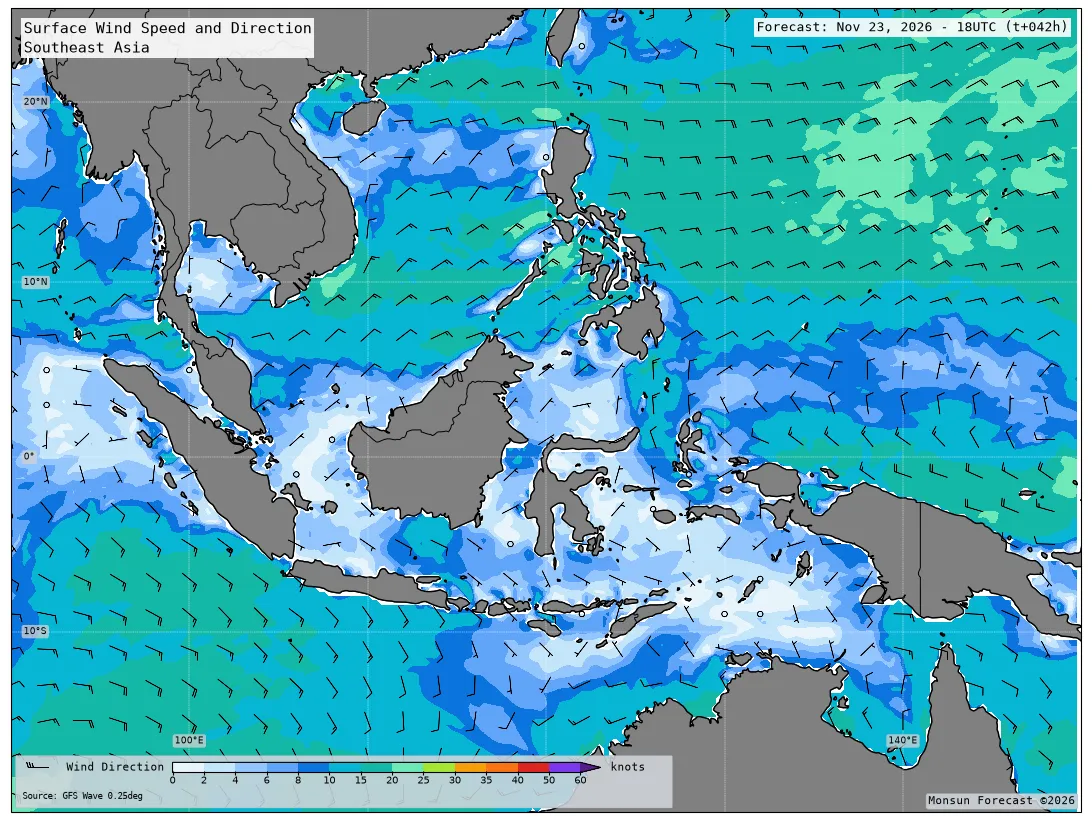 Surface Wind Speed and Direction
Southeast Asia
Forecast: Nov 23, 2026 - 18UTC (t+042h)
20°N
10°N
0°
10°S
100°E
140°E
Wind Direction
0 2 4 6 8 10 15 20 25 30 35 40 50 60
knots
Source: GFS Wave 0.25deg
Monsun Forecast ©2026